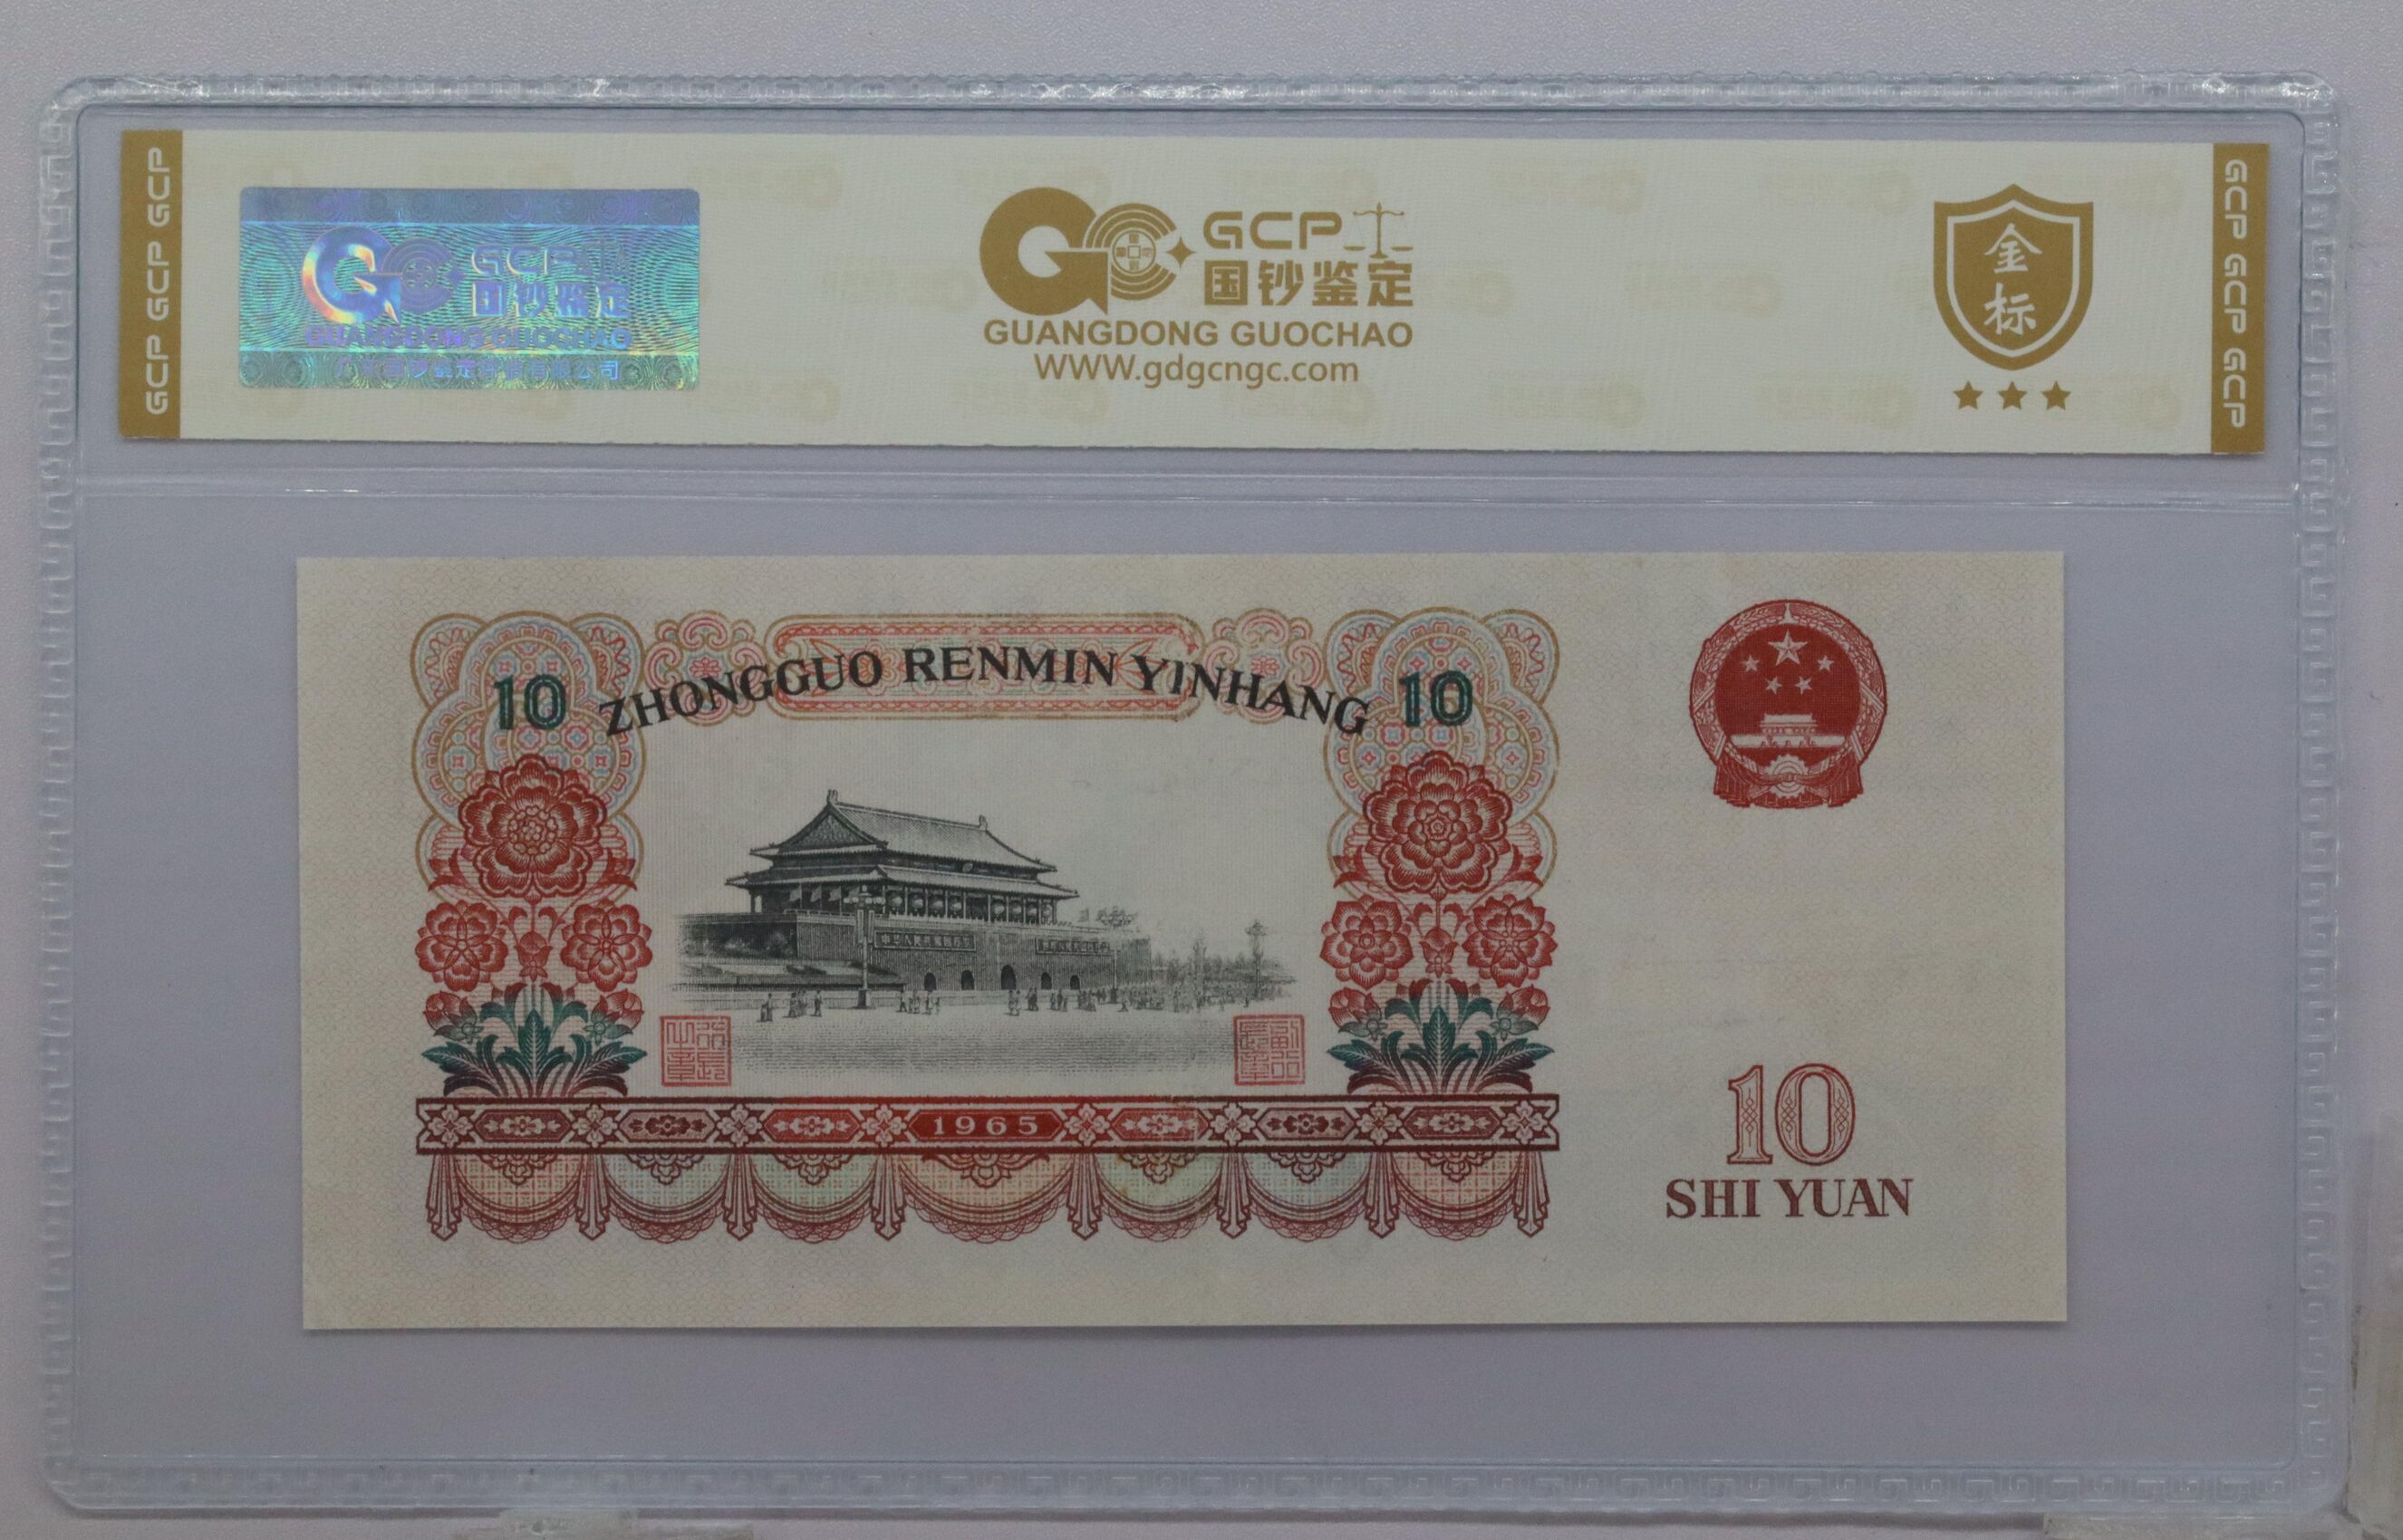 GCP GCP GCP
GCP
国钞鉴定
GUANGDONG GUOCHAO
GCP
国钞鉴定
GUANGDONG GUOCHAO
WWW.gdgcngc.com
金
标
GCP GCP GCP
ZHONGGUO RENMIN YINHANG
10
10
1965
10
SHI YUAN